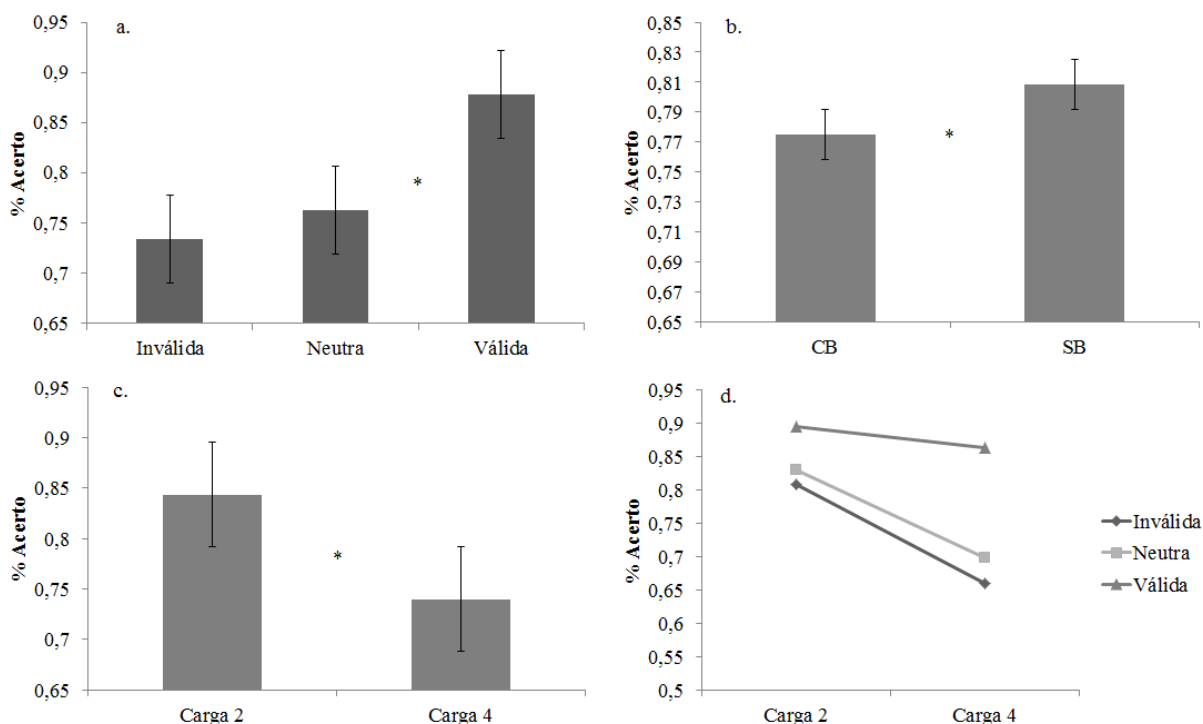 a.
% Acerto
0,95
0,9
0,85
0,8
0,75
0,7
0,65
*
Inválida Neutra Válida
b.
% Acerto
0,85
0,83
0,81
0,79
0,77
0,75
0,73
0,71
0,69
0,67
0,65
*
CB SB
c.
% Acerto
0,95
0,9
0,85
0,8
0,75
0,7
0,65
*
Carga 2 Carga 4
d.
% Acerto
0,95
0,9
0,85
0,8
0,75
0,7
0,65
0,6
0,55
0,5
Carga 2 Carga 4
Inválida
Neutra
Válida